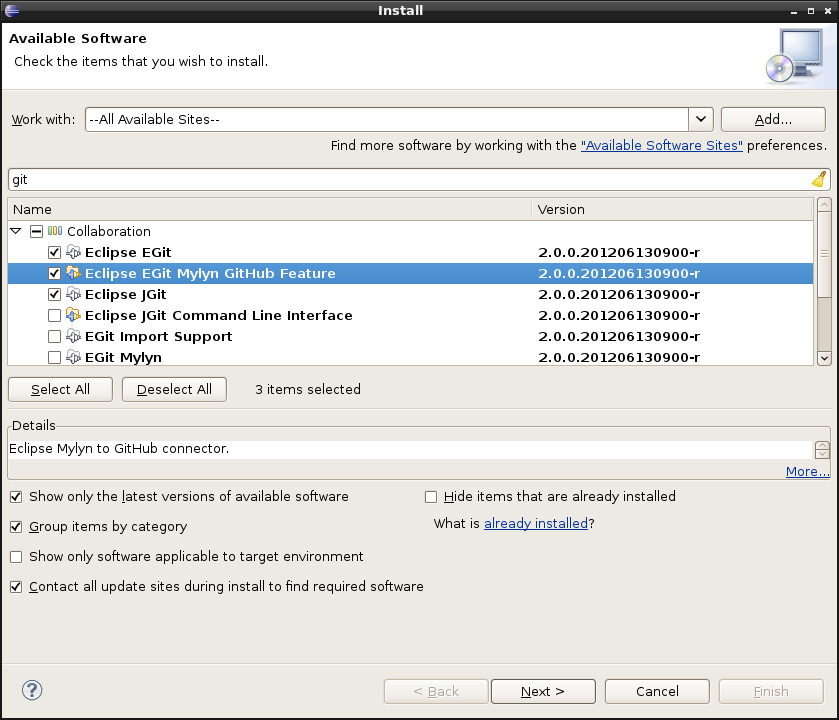 Install
Available Software
Check the items that you wish to install.
Work with: --All Available Sites-- Add...
Find more software by working with the "Available Software Sites" preferences.
git
Name Version
Collaboration
Eclipse EGit 2.0.0.201206130900-r
Eclipse EGit Mylyn GitHub Feature 2.0.0.201206130900-r
Eclipse JGit 2.0.0.201206130900-r
Eclipse JGit Command Line Interface 2.0.0.201206130900-r
EGit Import Support 2.0.0.201206130900-r
EGit Mylyn 2.0.0.201206130900-r
Select All Deselect All 3 items selected
Details
Eclipse Mylyn to GitHub connector.
More...
Show only the latest versions of available software Hide items that are already installed
Group items by category What is already installed?
Show only software applicable to target environment
Contact all update sites during install to find required software
? < Back Next > Cancel Finish